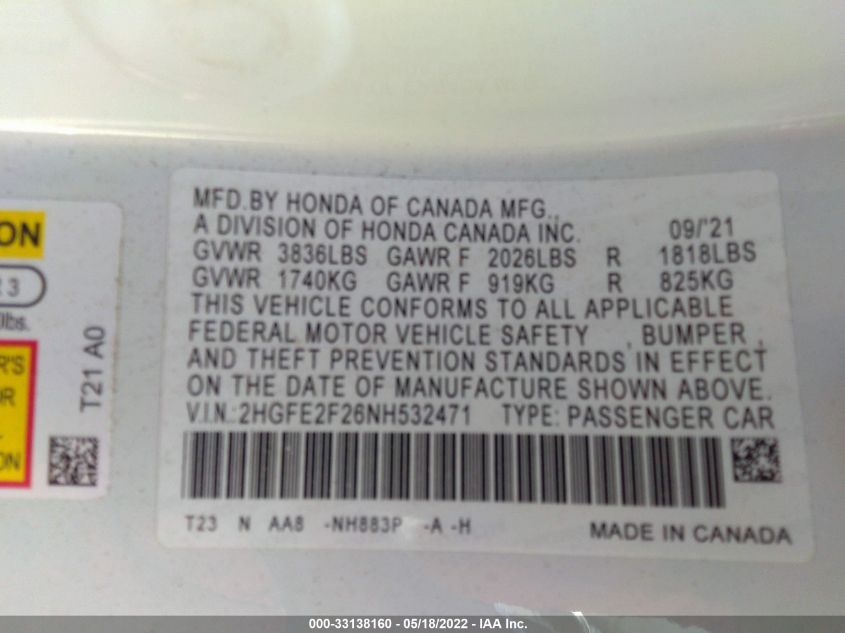 ON
23
lbs.
R'S
OR
ON
T21 A0
MFD.BY HONDA OF CANADA MFG.,
A DIVISION OF HONDA CANADA INC. 09/'21
GVWR 3836LBS GAWR F 2026LBS R 1818LBS
GVWR 1740KG GAWR F 919KG R 825KG
THIS VEHICLE CONFORMS TO ALL APPLICABLE
FEDERAL MOTOR VEHICLE SAFETY , BUMPER ,
AND THEFT PREVENTION STANDARDS IN EFFECT
ON THE DATE OF MANUFACTURE SHOWN ABOVE.
V.I.N.:2HGFE2F26NH532471 TYPE: PASSENGER CAR
T23 N AA8 -NH883P -A -H
MADE IN CANADA
000-33138160 - 05/18/2022 - IAA Inc.